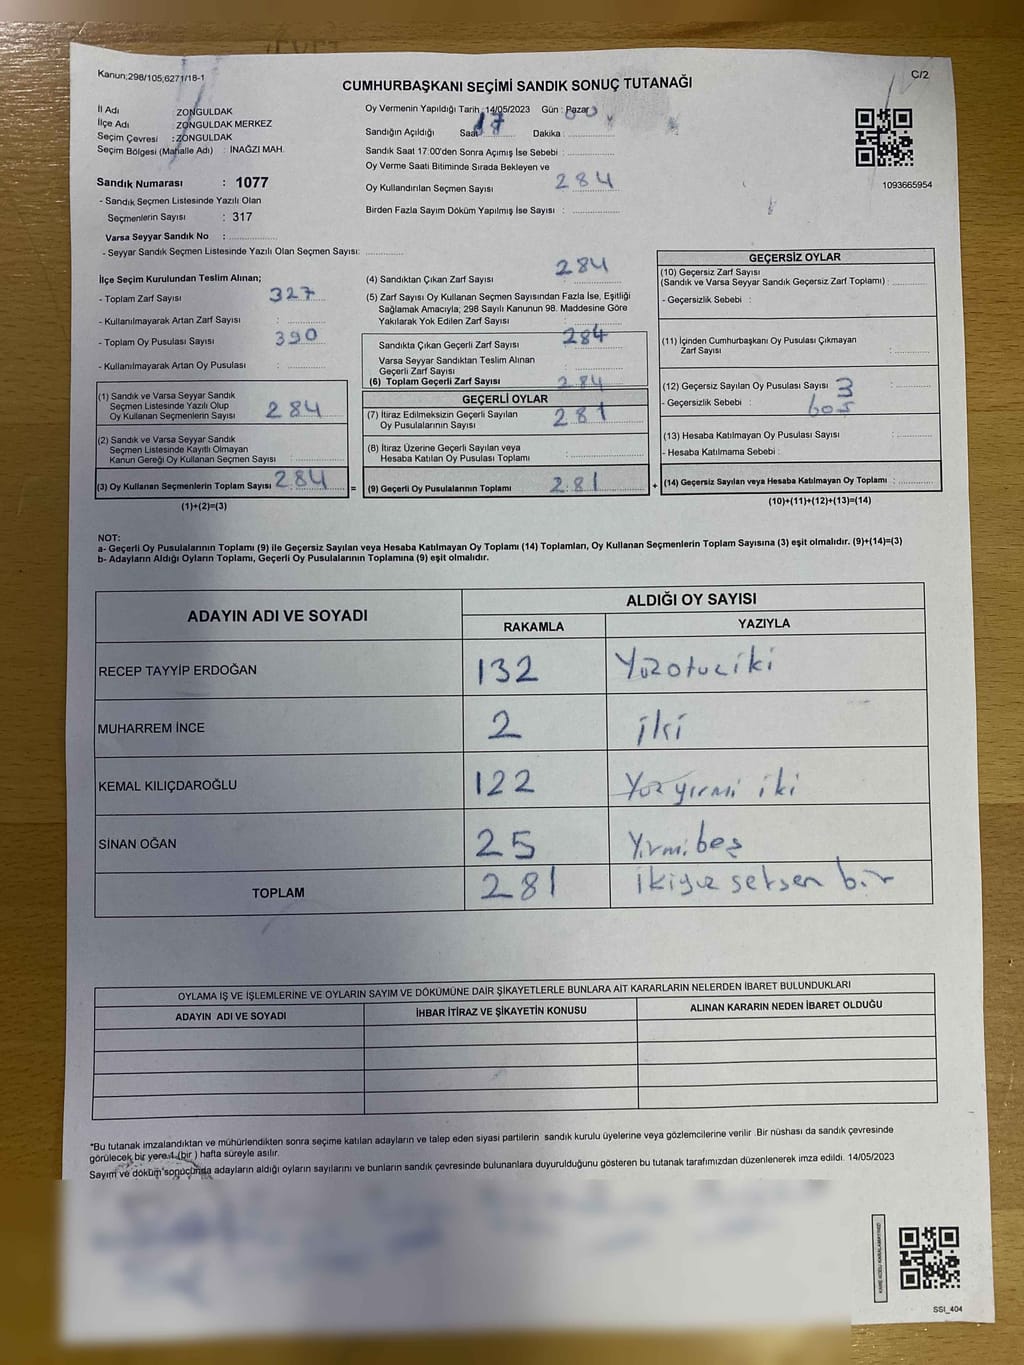 Kanun:298/105;6271/18-1
C/2
CUMHURBAŞKANI SEÇİMİ SANDIK SONUÇ TUTANAĞI
İl Adı : ZONGULDAK
İlçe Adı : ZONGULDAK MERKEZ
Seçim Çevresi : ZONGULDAK
Seçim Bölgesi (Mahalle Adı) : İNAĞZI MAH.
Sandık Numarası : 1077
- Sandık Seçmen Listesinde Yazılı Olan
Seçmenlerin Sayısı : 317
Varsa Seyyar Sandık No :
- Seyyar Sandık Seçmen Listesinde Yazılı Olan Seçmen Sayısı:
Oy Vermenin Yapıldığı Tarih : 14/05/2023 Gün : Pazar
Sandığın Açıldığı Saat 17 Dakika : 00
Sandık Saat 17:00'den Sonra Açımış İse Sebebi :
Oy Verme Saati Bitiminde Sırada Bekleyen ve
Oy Kullandırılan Seçmen Sayısı 284
Birden Fazla Sayım Döküm Yapılmış İse Sayısı :
1093665954
İlçe Seçim Kurulundan Teslim Alınan;
- Toplam Zarf Sayısı 327
- Kullanılmayarak Artan Zarf Sayısı :
- Toplam Oy Pusulası Sayısı 390
- Kullanılmayarak Artan Oy Pusulası :
(1) Sandık ve Varsa Seyyar Sandık
Seçmen Listesinde Yazılı Olup
Oy Kullanan Seçmenlerin Sayısı 284
(2) Sandık ve Varsa Seyyar Sandık
Seçmen Listesinde Kayıtlı Olmayan
Kanun Gereği Oy Kullanan Seçmen Sayısı :
(3) Oy Kullanan Seçmenlerin Toplam Sayısı 284 =
(1)+(2)=(3)
(4) Sandıktan Çıkan Zarf Sayısı 284
(5) Zarf Sayısı Oy Kullanan Seçmen Sayısından Fazla İse, Eşitliği
Sağlamak Amacıyla; 298 Sayılı Kanunun 98. Maddesine Göre
Yakılarak Yok Edilen Zarf Sayısı :
Sandıkta Çıkan Geçerli Zarf Sayısı 284
Varsa Seyyar Sandıktan Teslim Alınan
Geçerli Zarf Sayısı :
(6) Toplam Geçerli Zarf Sayısı 284
GEÇERLİ OYLAR
(7) İtiraz Edilmeksizin Geçerli Sayılan
Oy Pusulasının Sayısı 281
(8) İtiraz Üzerine Geçerli Sayılan veya
Hesaba Katılan Oy Pusulası Toplamı :
(9) Geçerli Oy Pusulalarının Toplamı 281 +
GEÇERSİZ OYLAR
(10) Geçersiz Zarf Sayısı
(Sandık ve Varsa Seyyar Sandık Geçersiz Zarf Toplamı) :
- Geçersizlik Sebebi :
(11) İçinden Cumhurbaşkanı Oy Pusulası Çıkmayan
Zarf Sayısı :
(12) Geçersiz Sayılan Oy Pusulası Sayısı 3 :
- Geçersizlik Sebebi : boş
(13) Hesaba Katılmayan Oy Pusulası Sayısı :
- Hesaba Katılmama Sebebi :
(14) Geçersiz Sayılan veya Hesaba Katılmayan Oy Toplamı :
(10)+(11)+(12)+(13)=(14)
NOT:
a- Geçerli Oy Pusulalarının Toplamı (9) ile Geçersiz Sayılan veya Hesaba Katılmayan Oy Toplamı (14) Toplamları, Oy Kullanan Seçmenlerin Toplam Sayısına (3) eşit olmalıdır. (9)+(14)=(3)
b- Adayların Aldığı Oyların Toplamı, Geçerli Oy Pusulalarının Toplamına (9) eşit olmalıdır.
ADAYIN ADI VE SOYADI ALDIĞI OY SAYISI
RAKAMLA YAZIYLA
RECEP TAYYİP ERDOĞAN 132 Yüzotuziki
MUHARREM İNCE 2 iki
KEMAL KILIÇDAROĞLU 122 Yüz yirmi iki
SİNAN OĞAN 25 Yirmi beş
TOPLAM 281 ikiyüz seksen bir
OYLAMA İŞ VE İŞLEMLERİNE VE OYLARIN SAYIM VE DÖKÜMÜNE DAİR ŞİKAYETLERLE BUNLARA AİT KARARLARIN NELERDEN İBARET BULUNDUKLARI
ADAYIN ADI VE SOYADI İHBAR İTİRAZ VE ŞİKAYETİN KONUSU ALINAN KARARIN NEDEN İBARET OLDUĞU
*Bu tutanak imzalandıktan ve mühürlendikten sonra seçime katılan adayların ve talep eden siyasi partilerin sandık kurulu üyelerine veya gözlemcilerine verilir .Bir nüshası da sandık çevresinde
görülecek bir yere 1 (bir ) hafta süreyle asılır.
Sayım ve döküm sonucunda adayların aldığı oyların sayılarını ve bunların sandık çevresinde bulunanlara duyurulduğunu gösteren bu tutanak tarafımızdan düzenlenerek imza edildi. 14/05/2023
KARE KODU KARALAMAYINIZ!
SSI_404